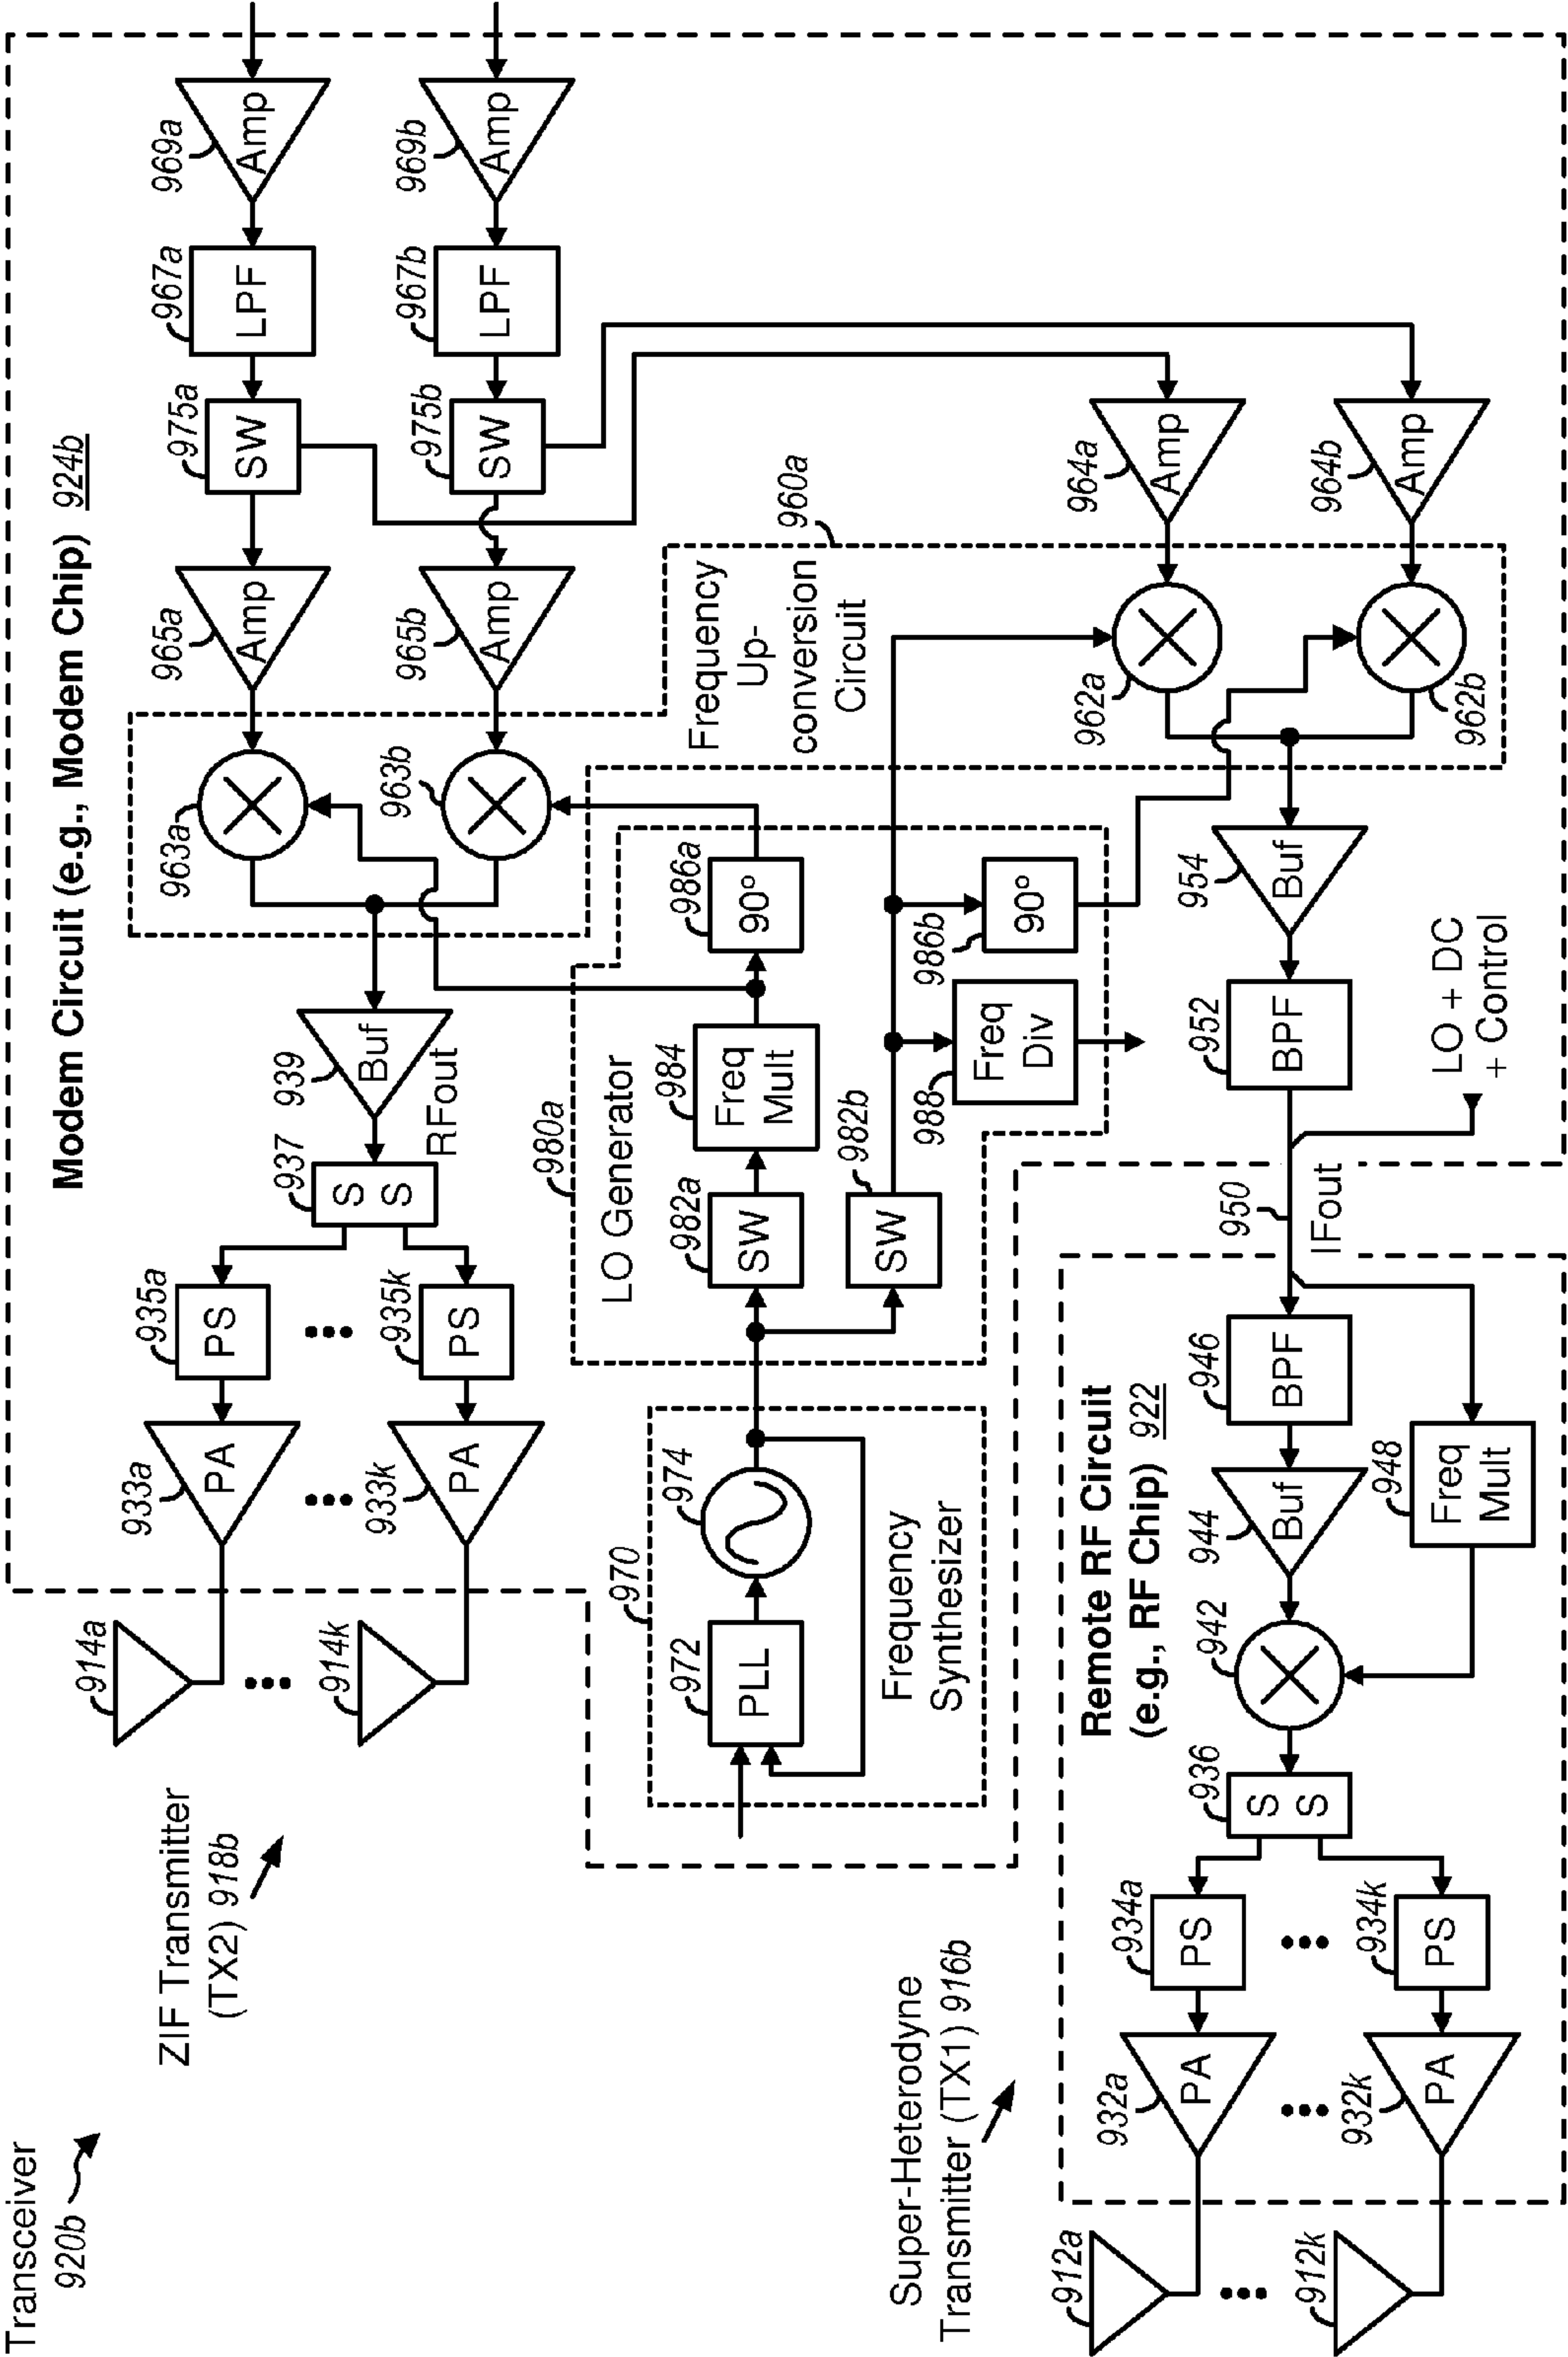 Transceiver
920b
ZIF Transmitter
(TX2) 918b
Modem Circuit (e.g., Modem Chip) 924b
914a
914k
933a
PA
933k
PA
935a
PS
935k
PS
937
S
S
939
Buf
RFout
963a
963b
965a
Amp
965b
Amp
975a
SW
975b
SW
967a
LPF
967b
LPF
969a
Amp
969b
Amp
970
972
PLL
974
Frequency
Synthesizer
980a
LO Generator
982a
SW
982b
SW
984
Freq
Mult
986a
90°
986b
90°
988
Freq
Div
Frequency
Up-
conversion
Circuit
960a
962a
962b
964a
Amp
964b
Amp
Super-Heterodyne
Transmitter (TX1) 916b
Remote RF Circuit
(e.g., RF Chip) 922
912a
912k
932a
PA
932k
PA
934a
PS
934k
PS
936
S
S
942
944
Buf
946
BPF
948
Freq
Mult
950
IFout
952
BPF
954
Buf
LO + DC
+ Control